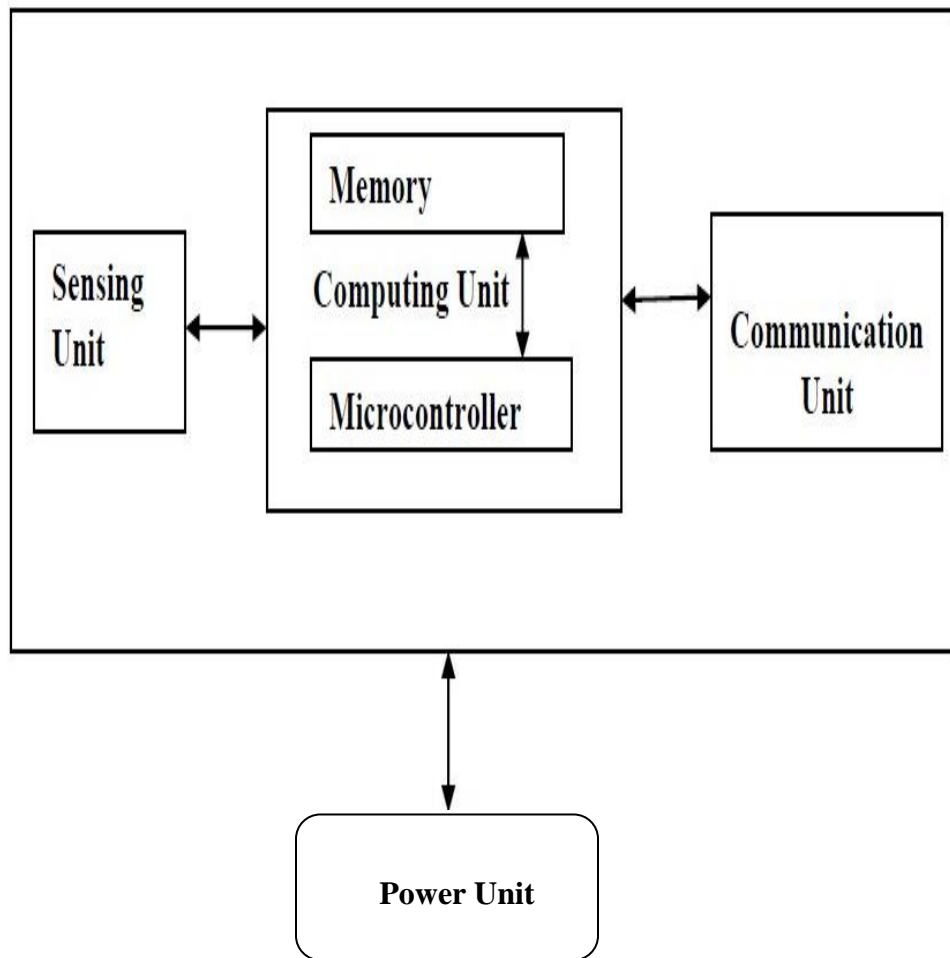 Memory
Sensing
Unit
Computing Unit
Microcontroller
Communication
Unit
Power Unit